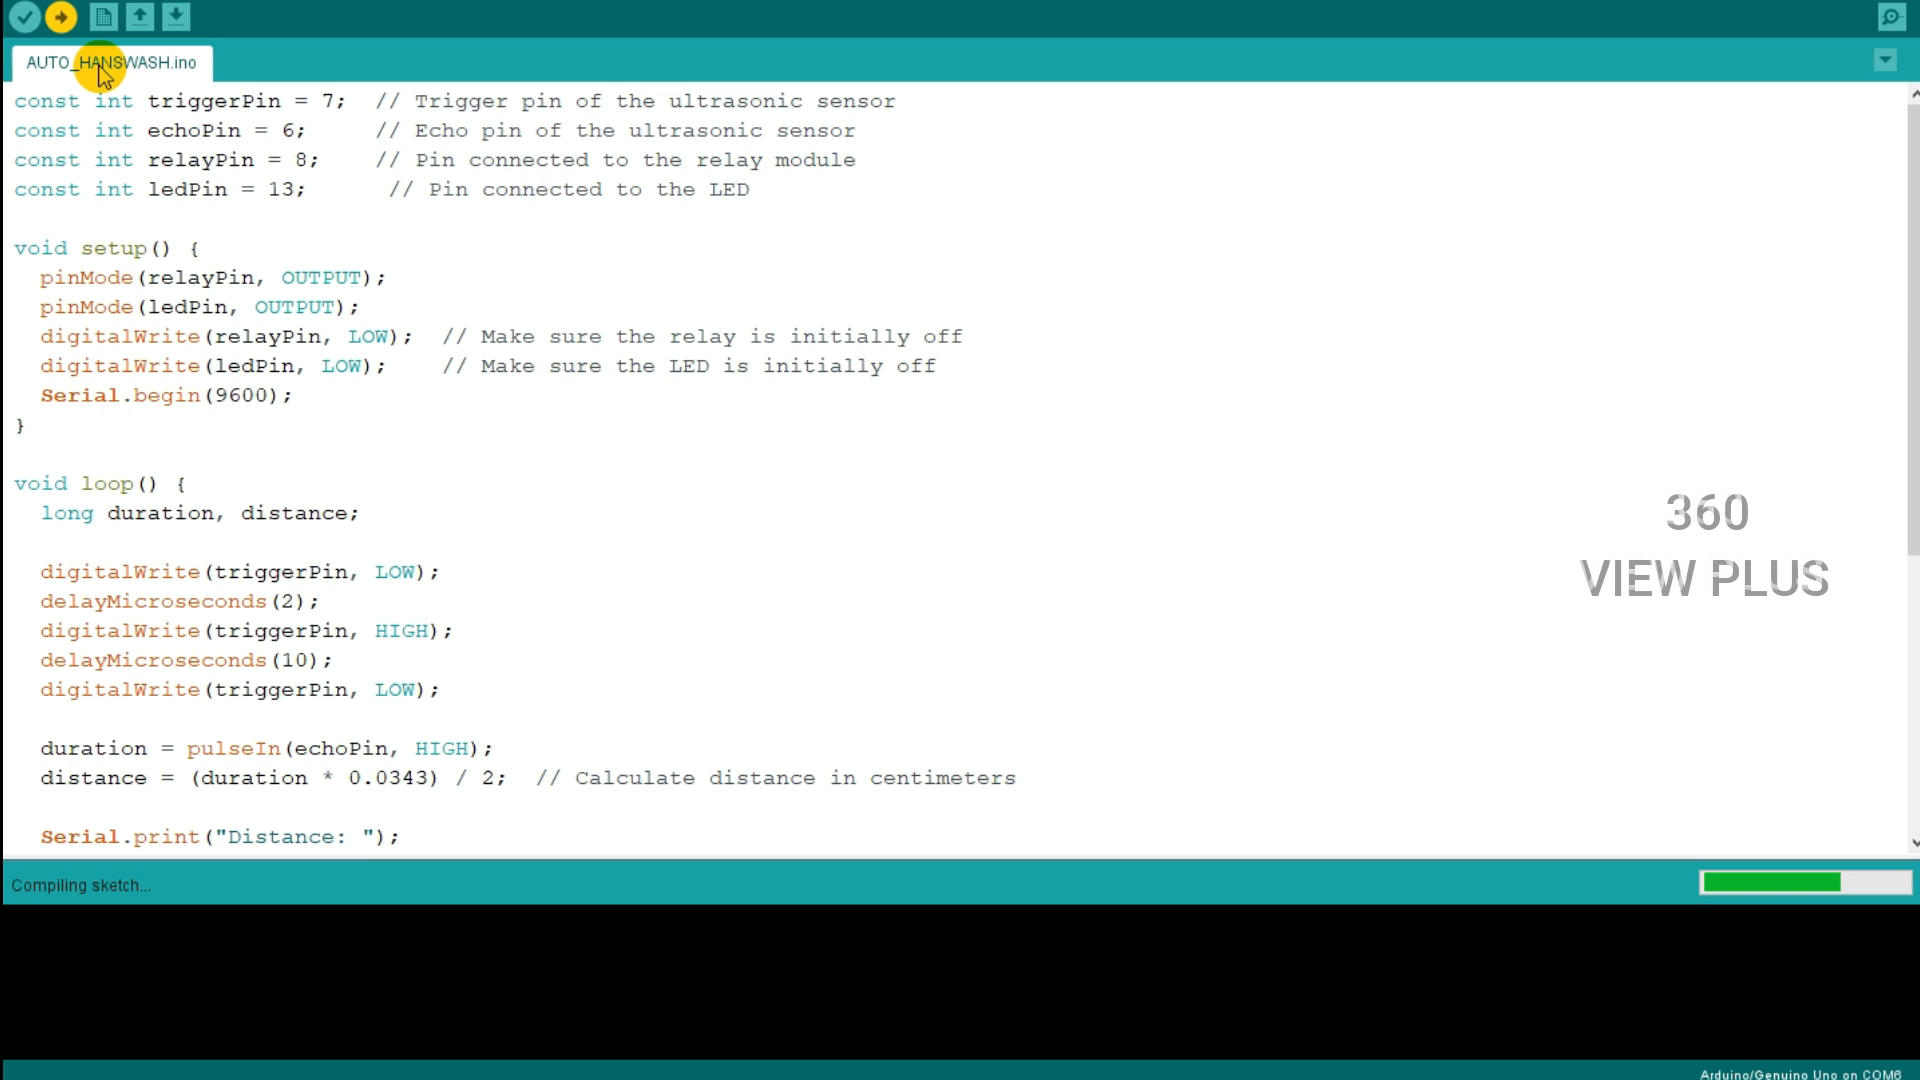 AUTO_HANSWASH.ino
const int triggerPin = 7;  // Trigger pin of the ultrasonic sensor
const int echoPin = 6;     // Echo pin of the ultrasonic sensor
const int relayPin = 8;    // Pin connected to the relay module
const int ledPin = 13;      // Pin connected to the LED
void setup() {
  pinMode(relayPin, OUTPUT);
  pinMode(ledPin, OUTPUT);
  digitalWrite(relayPin, LOW);  // Make sure the relay is initially off
  digitalWrite(ledPin, LOW);    // Make sure the LED is initially off
  Serial.begin(9600);
}
void loop() {
  long duration, distance;
  digitalWrite(triggerPin, LOW);
  delayMicroseconds(2);
  digitalWrite(triggerPin, HIGH);
  delayMicroseconds(10);
  digitalWrite(triggerPin, LOW);
  duration = pulseIn(echoPin, HIGH);
  distance = (duration * 0.0343) / 2;  // Calculate distance in centimeters
  Serial.print("Distance: ");
360
VIEW PLUS
Compiling sketch...
Arduino/Genuino Uno on COM6